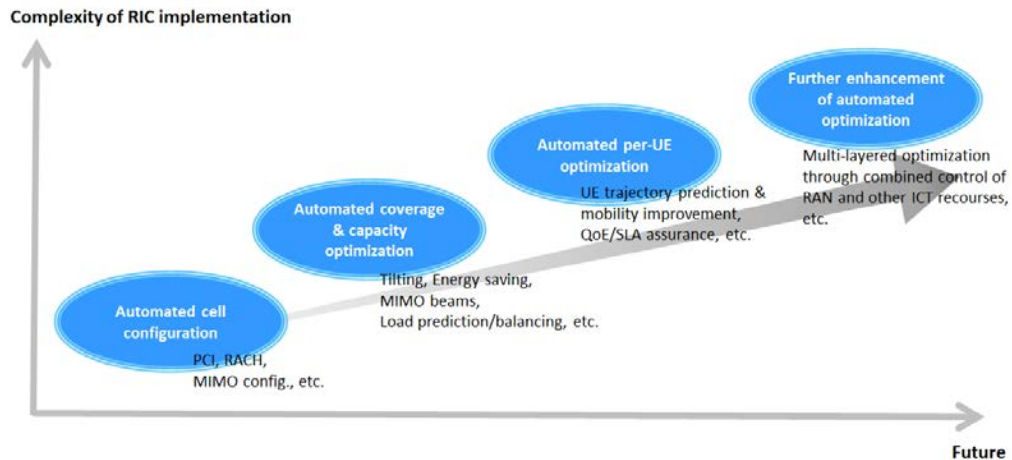 Complexity of RIC implementation
Further enhancement
of automated
optimization
Multi-layered optimization
through combined control of
RAN and other ICT recourses,
etc.
Automated per-UE
optimization
UE trajectory prediction &
mobility improvement,
QoE/SLA assurance, etc.
Automated coverage
& capacity
optimization
Tilting, Energy saving,
MIMO beams,
Load prediction/balancing, etc.
Automated cell
configuration
PCI, RACH,
MIMO config., etc.
Future